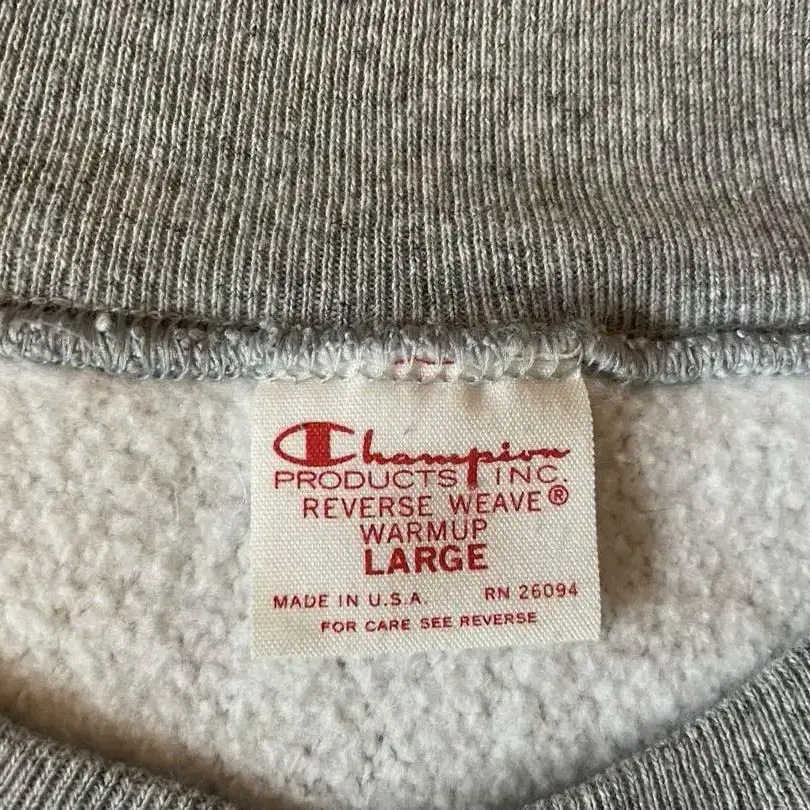 Champion
PRODUCTS INC.
REVERSE WEAVE®
WARMUP
LARGE
MADE IN U.S.A. RN 26094
FOR CARE SEE REVERSE